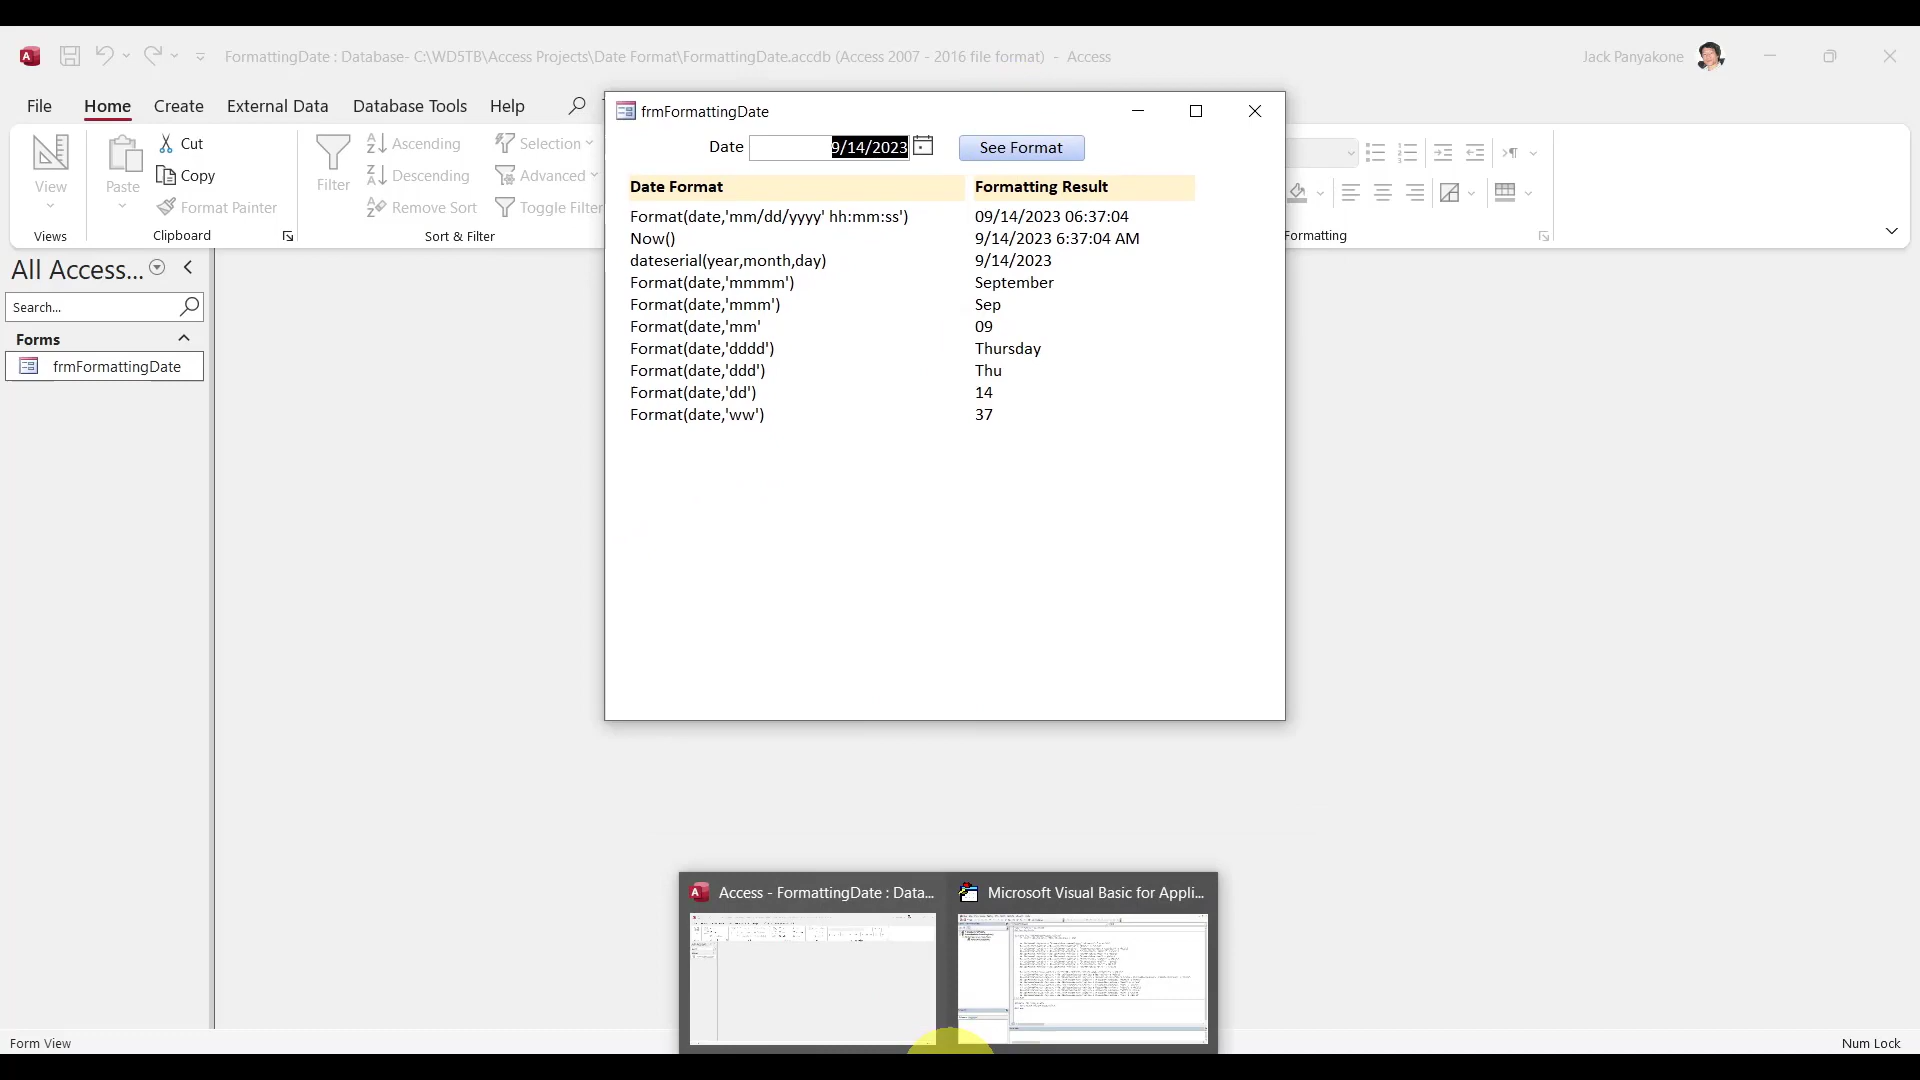 FormattingDate : Database- C:\WD5TB\Access Projects\Date Format\FormattingDate.accdb (Access 2007 - 2016 file format) - Access
Jack Panyakone
File Home Create External Data Database Tools Help
frmFormattingDate
View
Views
Paste
Cut
Copy
Format Painter
Clipboard
Filter
Ascending
Descending
Remove Sort
Selection
Advanced
Toggle Filter
Sort & Filter
Formatting
Date 9/14/2023 See Format
Date Format Formatting Result
Format(date,'mm/dd/yyyy' hh:mm:ss') 09/14/2023 06:37:04
Now() 9/14/2023 6:37:04 AM
dateserial(year,month,day) 9/14/2023
Format(date,'mmmm') September
Format(date,'mmm') Sep
Format(date,'mm' 09
Format(date,'dddd') Thursday
Format(date,'ddd') Thu
Format(date,'dd') 14
Format(date,'ww') 37
All Access...
Search...
Forms
frmFormattingDate
Access - FormattingDate : Data...
Microsoft Visual Basic for Appli...
Form View
Num Lock